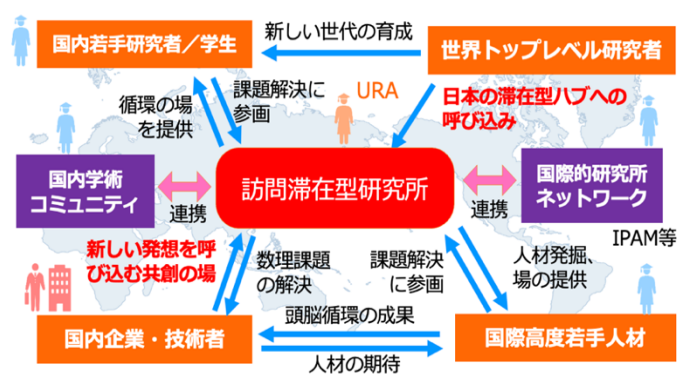 国内若手研究者／学生
新しい世代の育成
世界トップレベル研究者
循環の場
を提供
課題解決に
参画
URA
日本の滞在型ハブへの
呼び込み
国内学術
コミュニティ
連携
訪問滞在型研究所
連携
国際的研究所
ネットワーク
IPAM等
新しい発想を呼
び込む共創の場
数理課題
の解決
課題解決
に参画
人材発掘、
場の提供
国内企業・技術者
頭脳循環の成果
人材の期待
国際高度若手人材